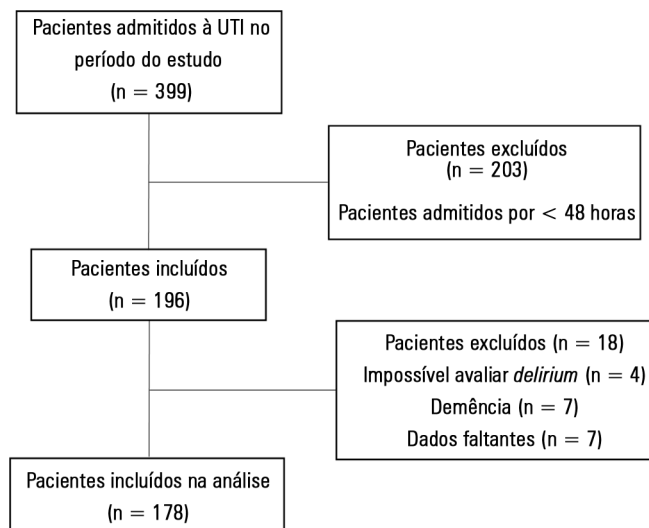 Pacientes admitidos à UTI no
período do estudo
(n = 399)
Pacientes excluídos
(n = 203)
Pacientes admitidos por < 48 horas
Pacientes incluídos
(n = 196)
Pacientes excluídos (n = 18)
Impossível avaliar delirium (n = 4)
Demência (n = 7)
Dados faltantes (n = 7)
Pacientes incluídos na análise
(n = 178)